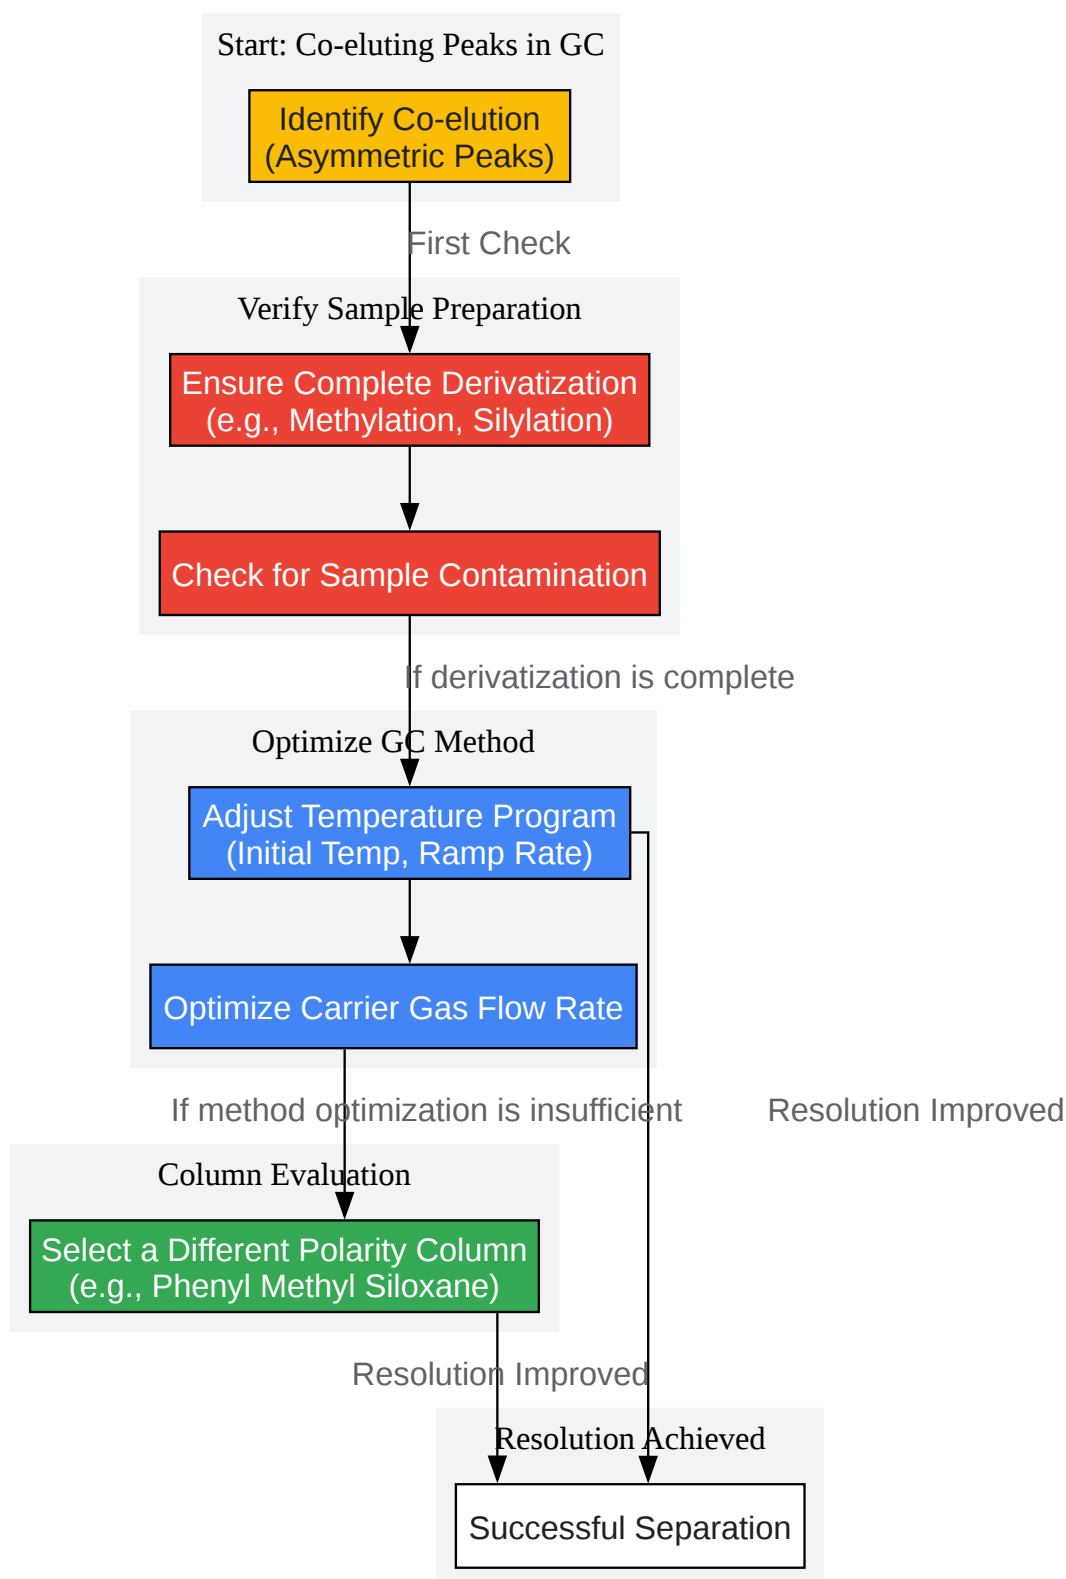 Start: Co-eluting Peaks in GC
Identify Co-elution
(Asymmetric Peaks)
First Check
Verify Sample Preparation
Ensure Complete Derivatization
(e.g., Methylation, Silylation)
Check for Sample Contamination
If derivatization is complete
Optimize GC Method
Adjust Temperature Program
(Initial Temp, Ramp Rate)
Optimize Carrier Gas Flow Rate
If method optimization is insufficient
Resolution Improved
Column Evaluation
Select a Different Polarity Column
(e.g., Phenyl Methyl Siloxane)
Resolution Improved
Resolution Achieved
Successful Separation